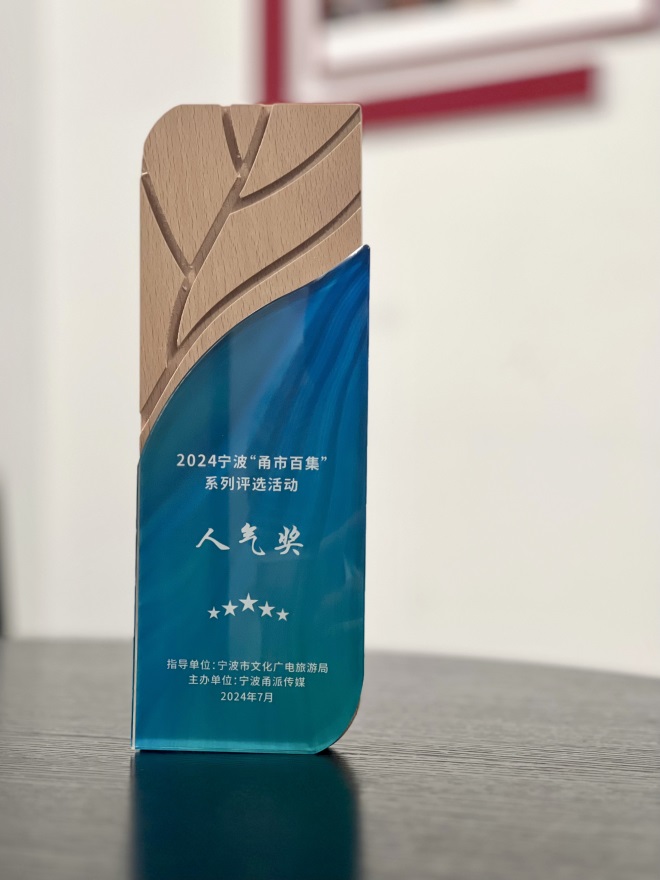 2024宁波“甬市百集”
系列评选活动
人气奖
指导单位:宁波市文化广电旅游局
主办单位:宁波甬派传媒
2024年7月